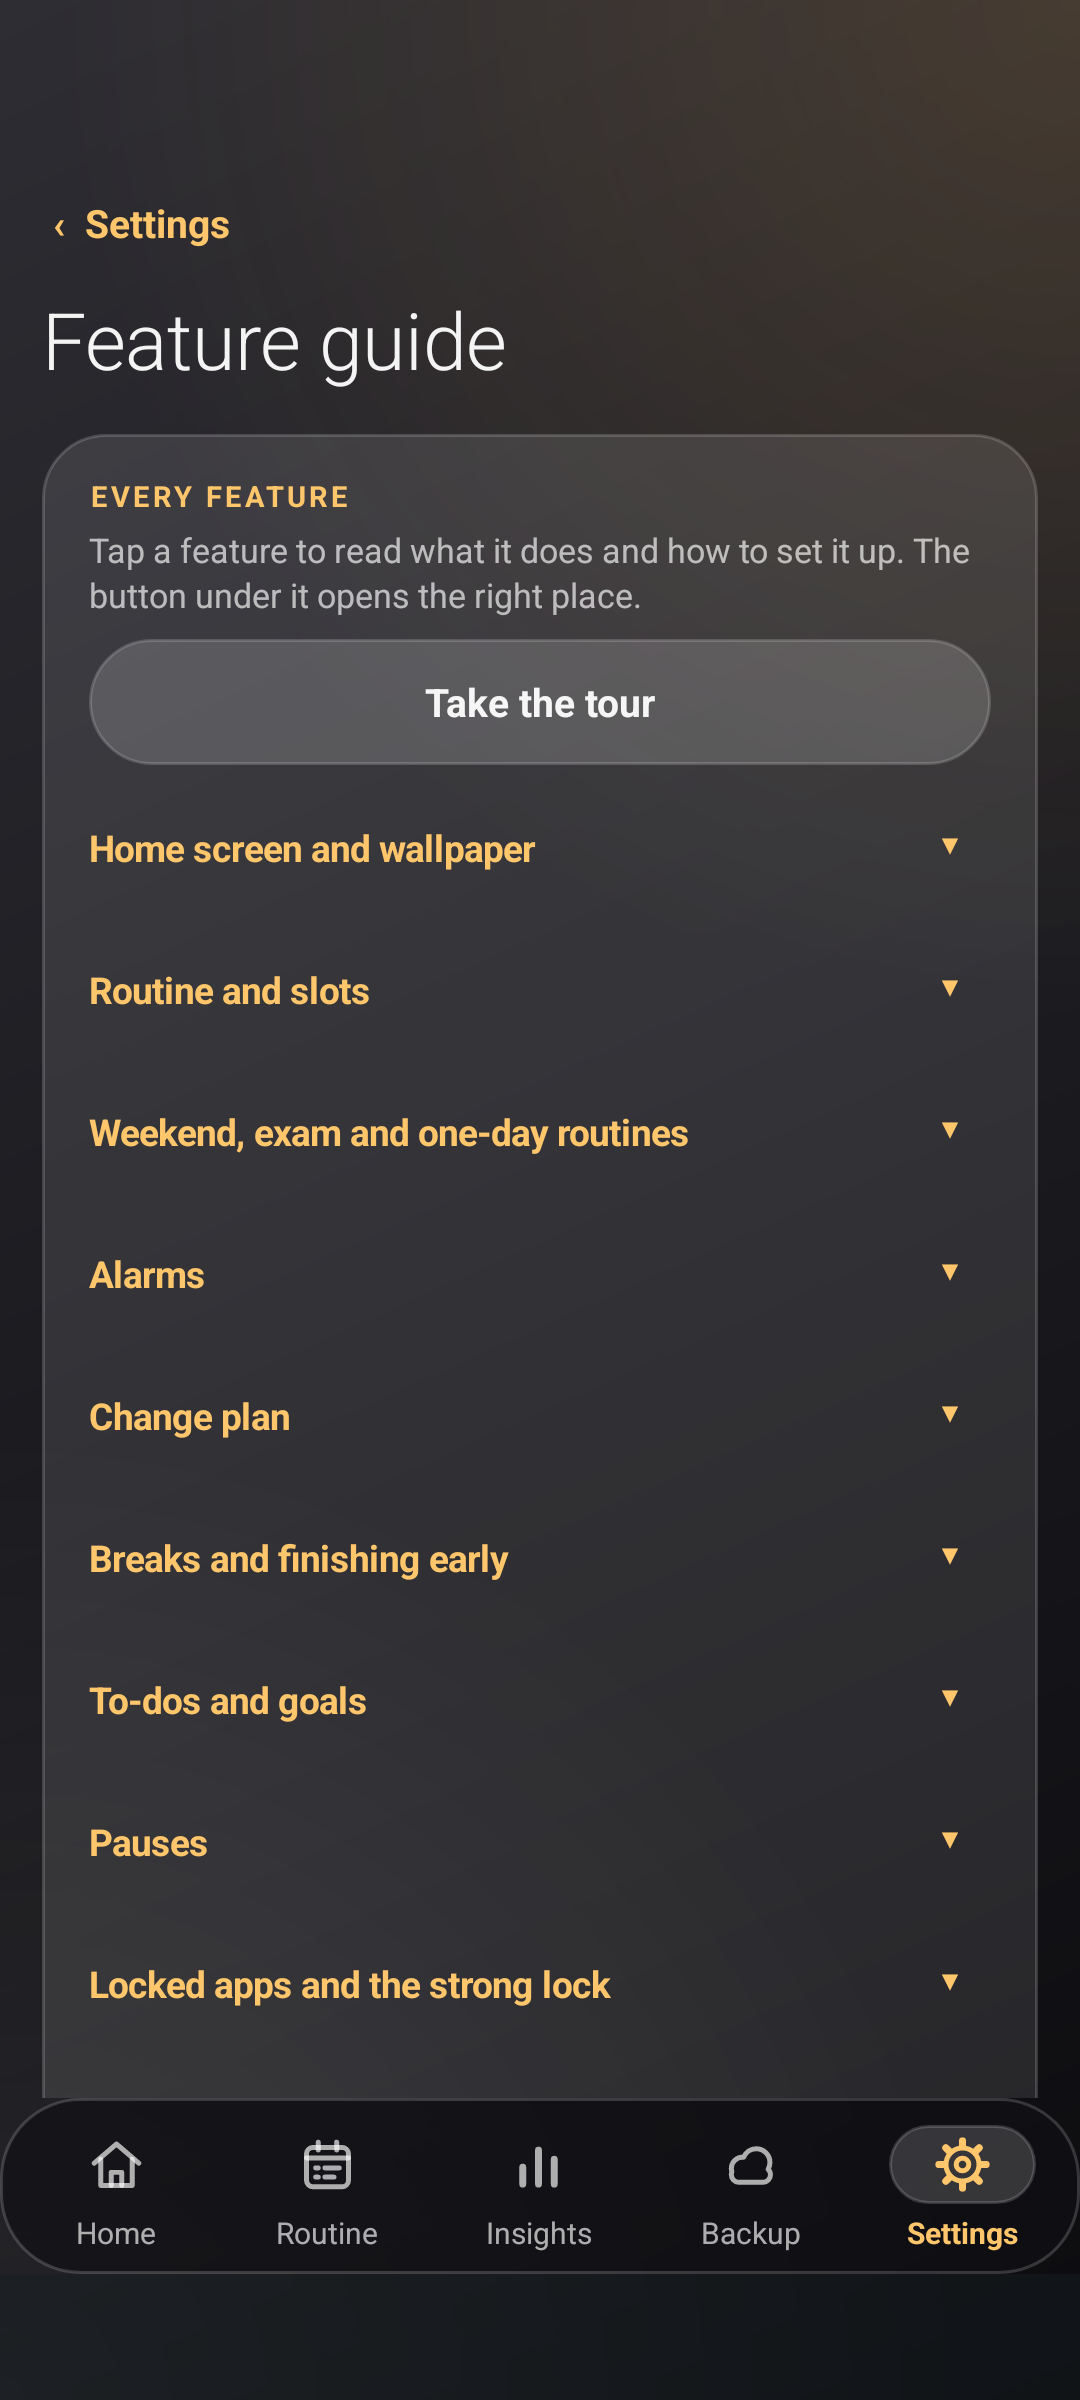 ‹ Settings
Feature guide
EVERY FEATURE
Tap a feature to read what it does and how to set it up. The
button under it opens the right place.
Take the tour
Home screen and wallpaper ▼
Routine and slots ▼
Weekend, exam and one-day routines ▼
Alarms ▼
Change plan ▼
Breaks and finishing early ▼
To-dos and goals ▼
Pauses ▼
Locked apps and the strong lock ▼
Home Routine Insights Backup Settings